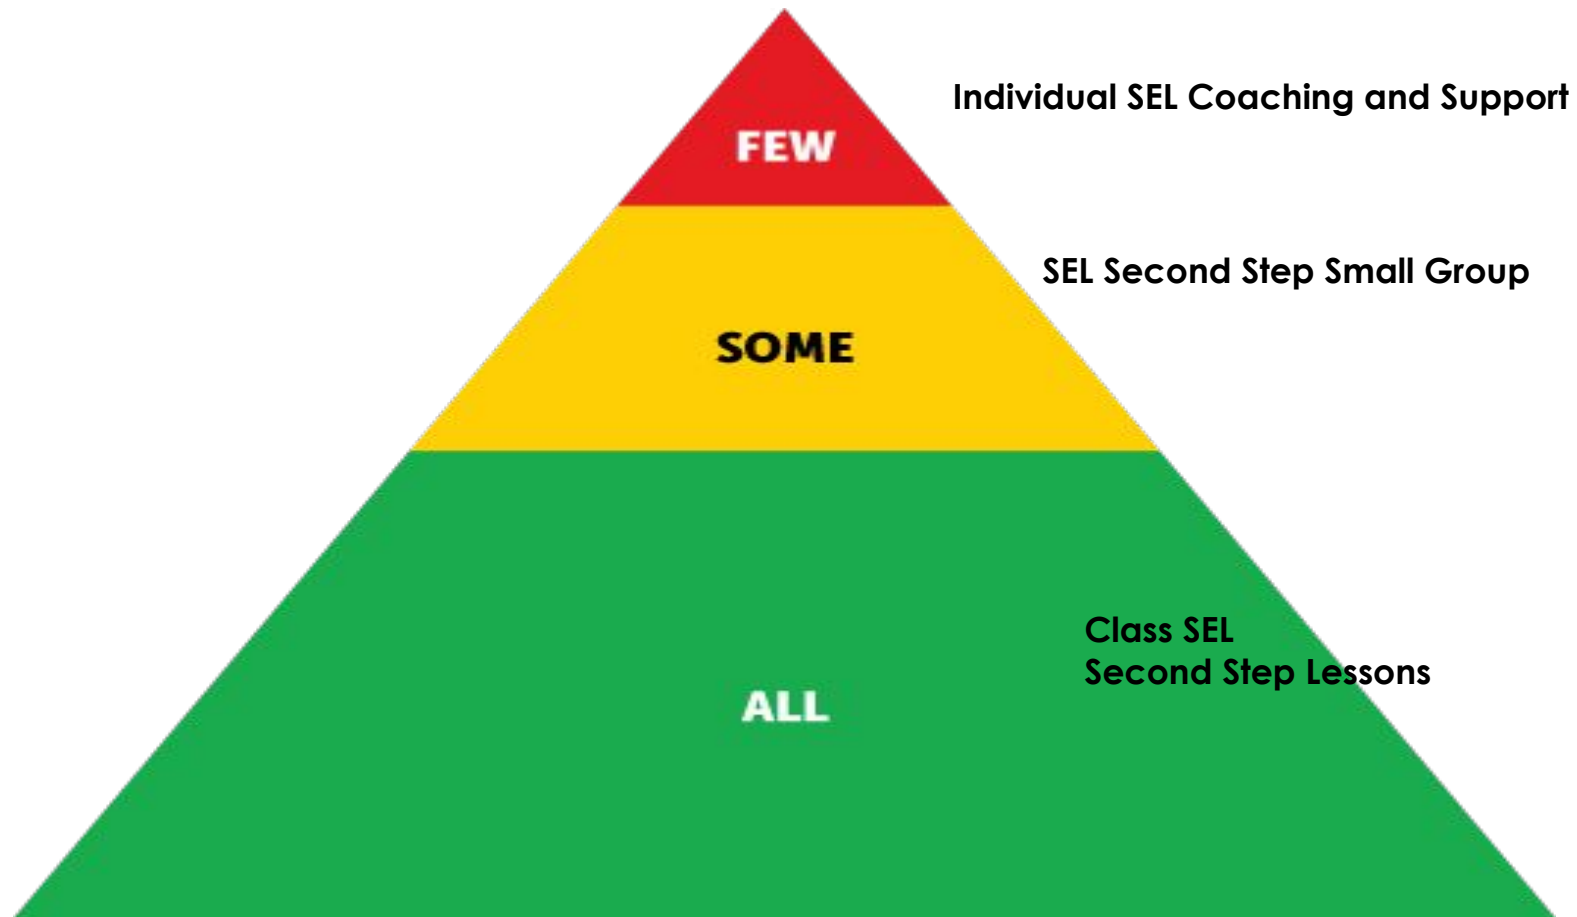 Individual SEL Coaching and Support
FEW
SEL Second Step Small Group
SOME
Class SEL
Second Step Lessons
ALL